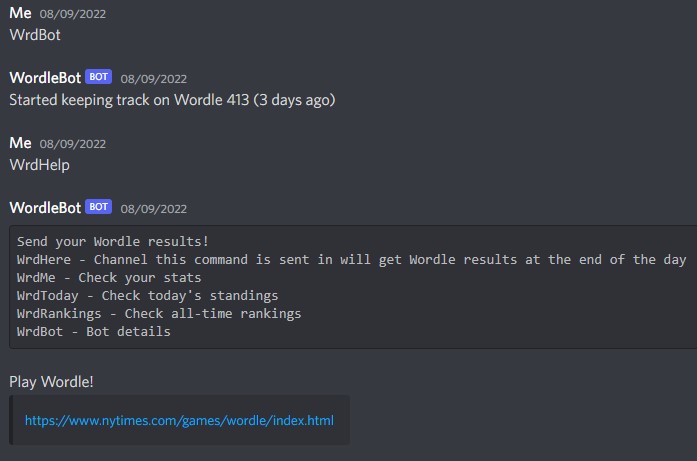 Me 08/09/2022
WrdBot
WordleBot BOT 08/09/2022
Started keeping track on Wordle 413 (3 days ago)
Me 08/09/2022
WrdHelp
WordleBot BOT 08/09/2022
Send your Wordle results!
WrdHere - Channel this command is sent in will get Wordle results at the end of the day
WrdMe - Check your stats
WrdToday - Check today's standings
WrdRankings - Check all-time rankings
WrdBot - Bot details
Play Wordle!
https://www.nytimes.com/games/wordle/index.html